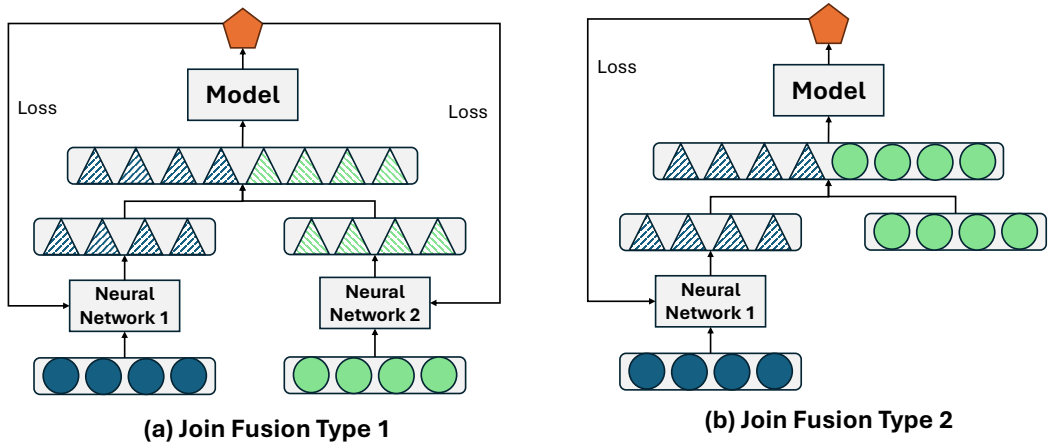 Loss
Model
Loss
Neural
Network 1
Neural
Network 2
(a) Join Fusion Type 1
Loss
Model
Neural
Network 1
(b) Join Fusion Type 2